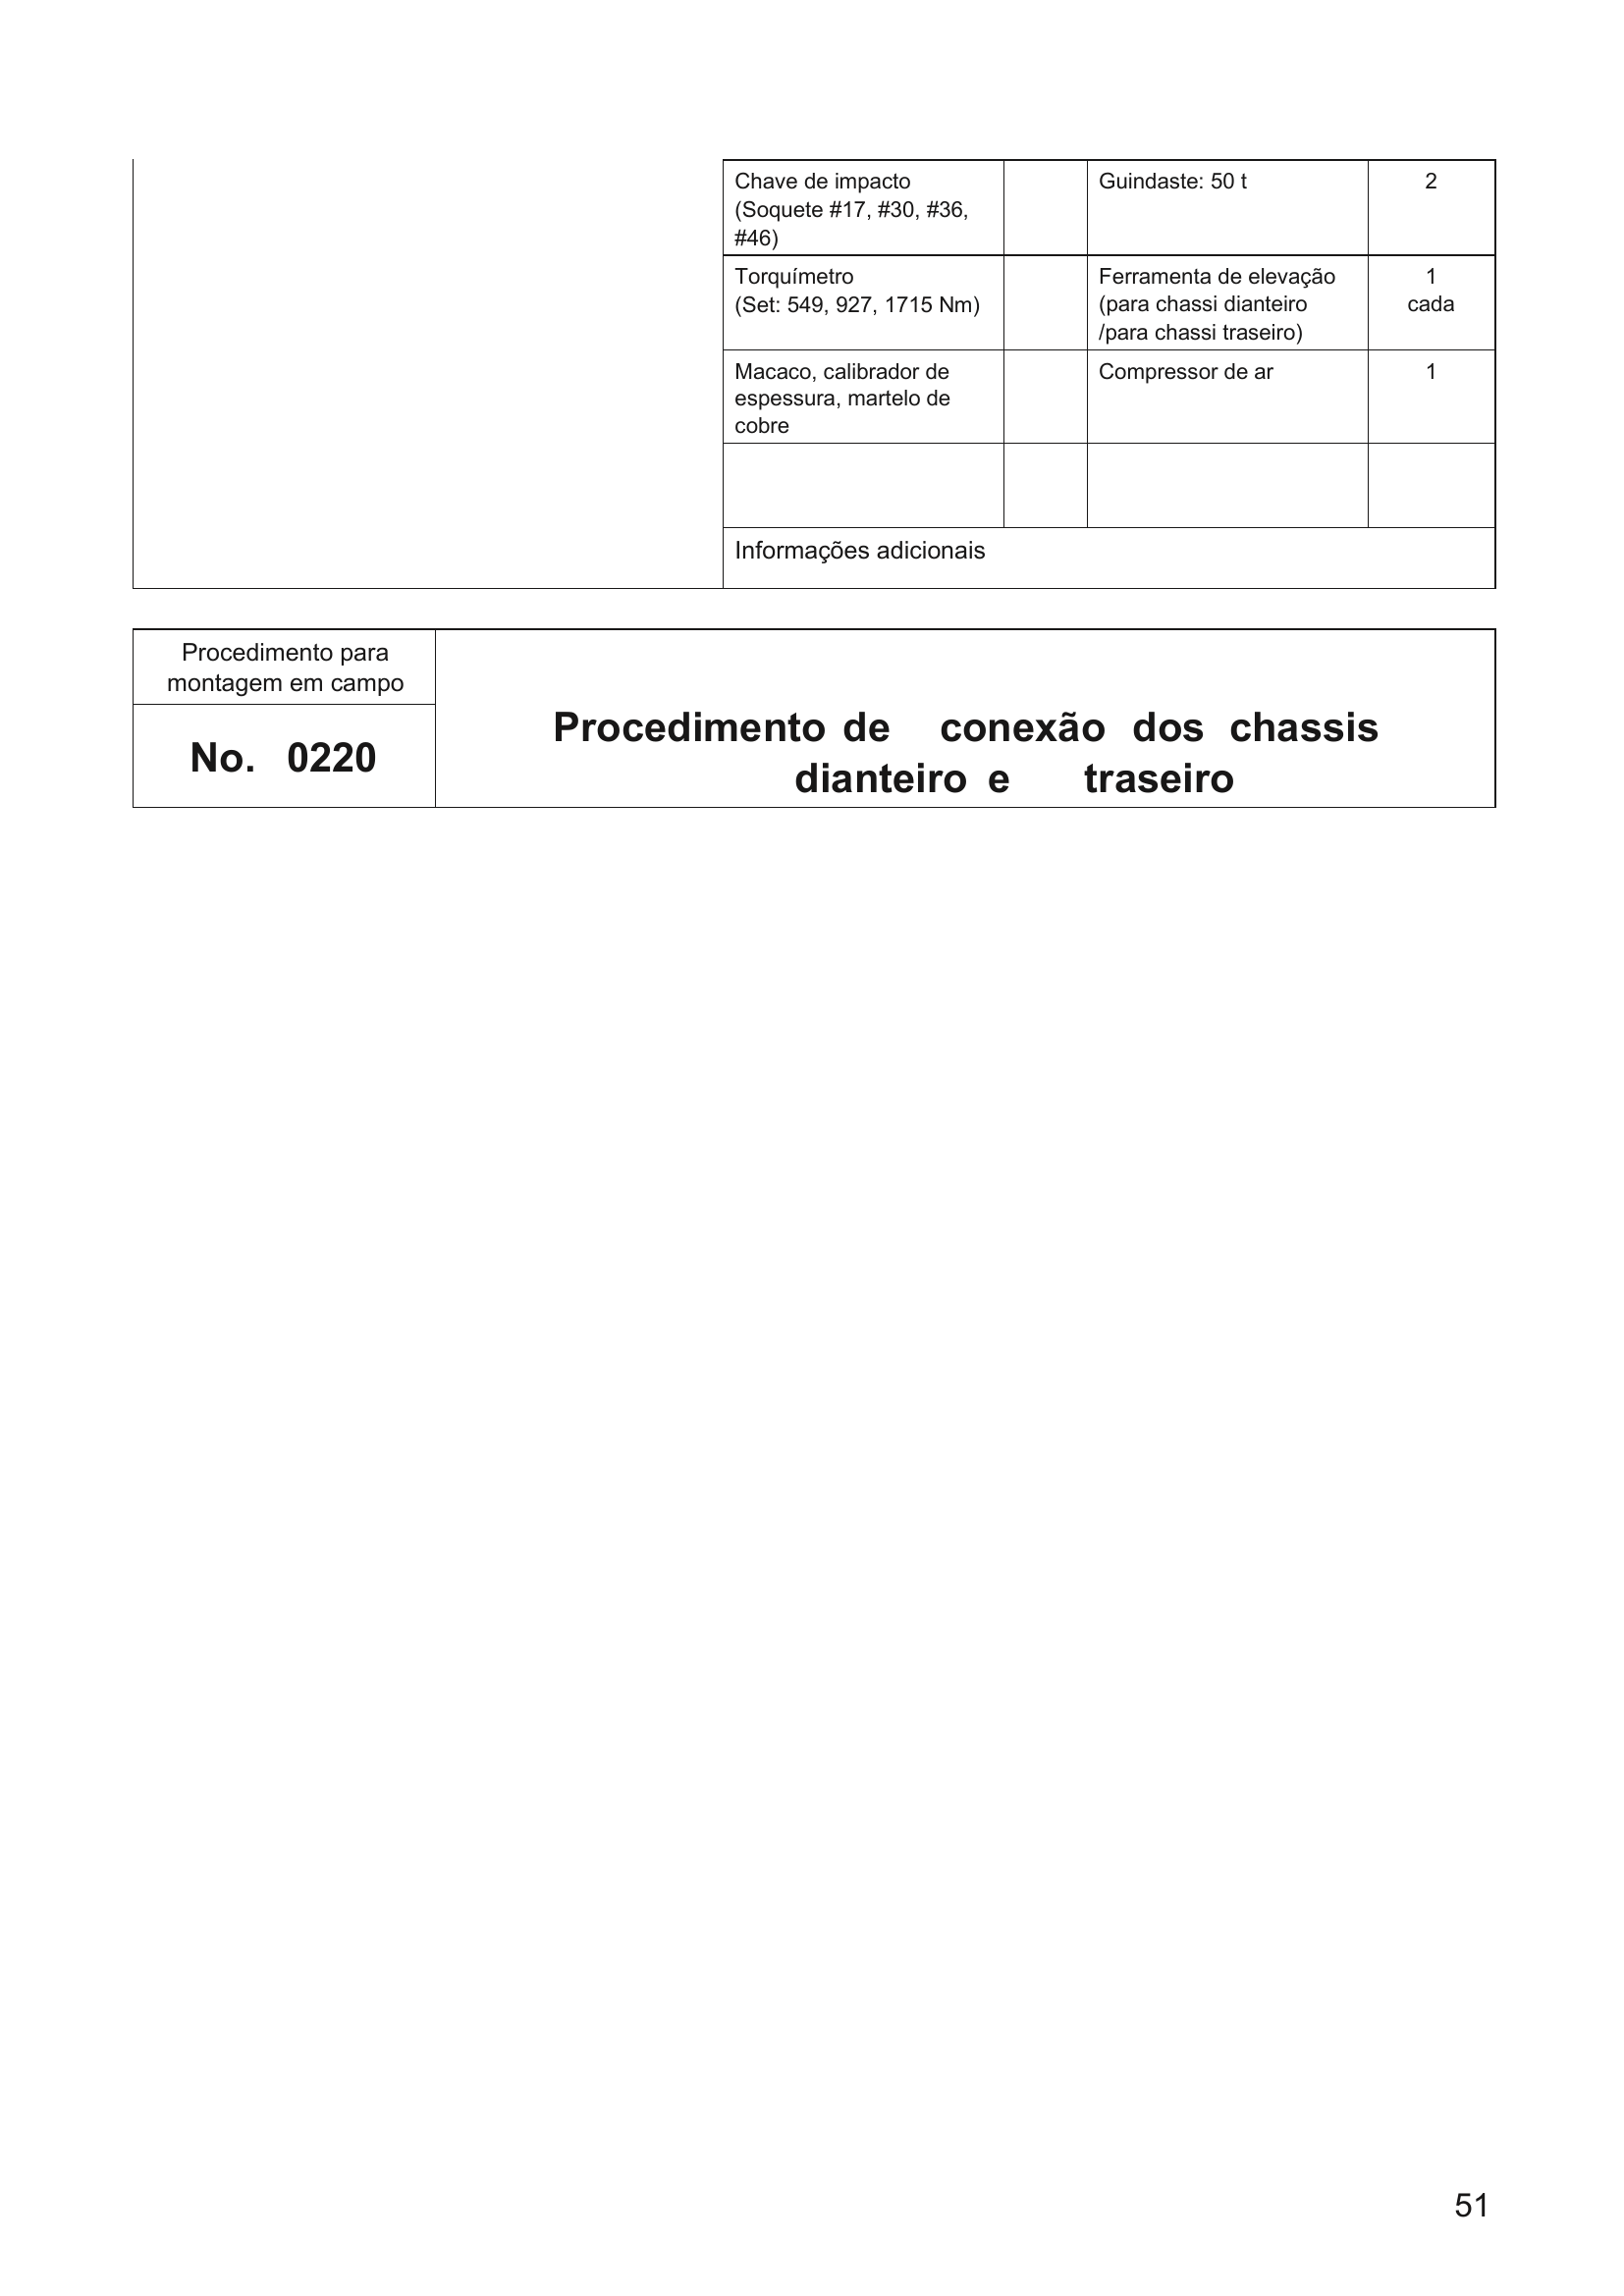 Chave de impacto
(Soquete #17, #30, #36,
#46)
Guindaste: 50 t
2
Torquímetro
(Set: 549, 927, 1715 Nm)
Ferramenta de elevação
(para chassi dianteiro
/para chassi traseiro)
1
cada
Macaco, calibrador de
espessura, martelo de
cobre
Compressor de ar
1
Informações adicionais
Procedimento para
montagem em campo
No. 0220
Procedimento de conexão dos chassis
dianteiro e traseiro
51